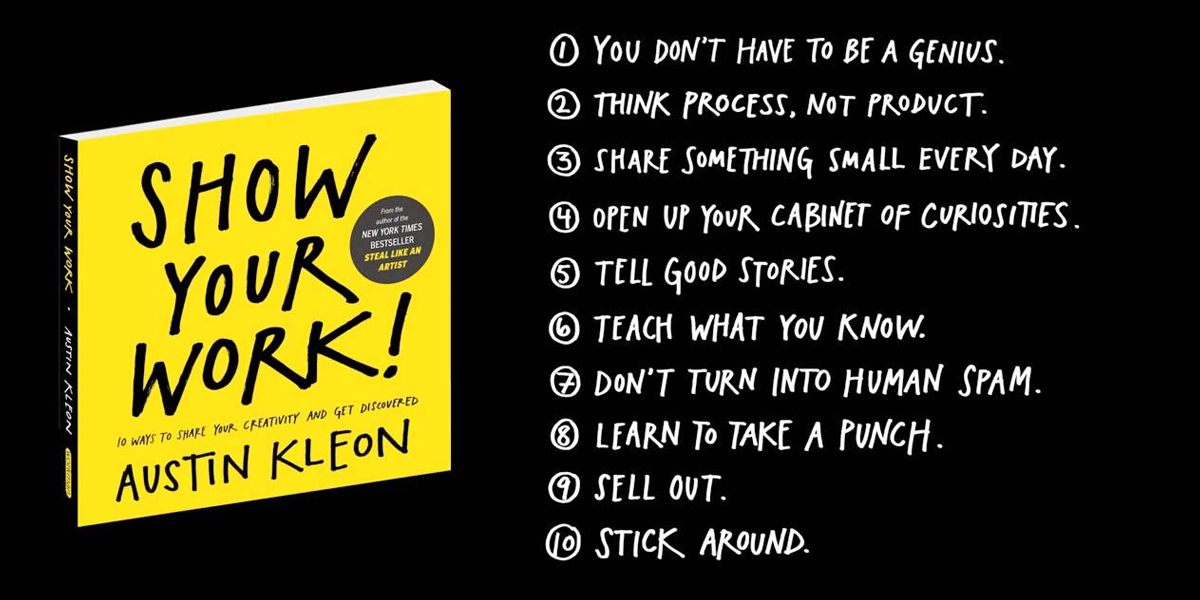 SHOW YOUR WORK • AUSTIN KLEON
SHOW
YOUR
WORK!
From the
author of the
NEW YORK TIMES
BESTSELLER
STEAL LIKE AN
ARTIST
10 WAYS TO SHARE YOUR CREATIVITY AND GET DISCOVERED
AUSTIN KLEON
① YOU DON'T HAVE TO BE A GENIUS.
② THINK PROCESS, NOT PRODUCT.
③ SHARE SOMETHING SMALL EVERY DAY.
④ OPEN UP YOUR CABINET OF CURIOSITIES.
⑤ TELL GOOD STORIES.
⑥ TEACH WHAT YOU KNOW.
⑦ DON'T TURN INTO HUMAN SPAM.
⑧ LEARN TO TAKE A PUNCH.
⑨ SELL OUT.
⑩ STICK AROUND.